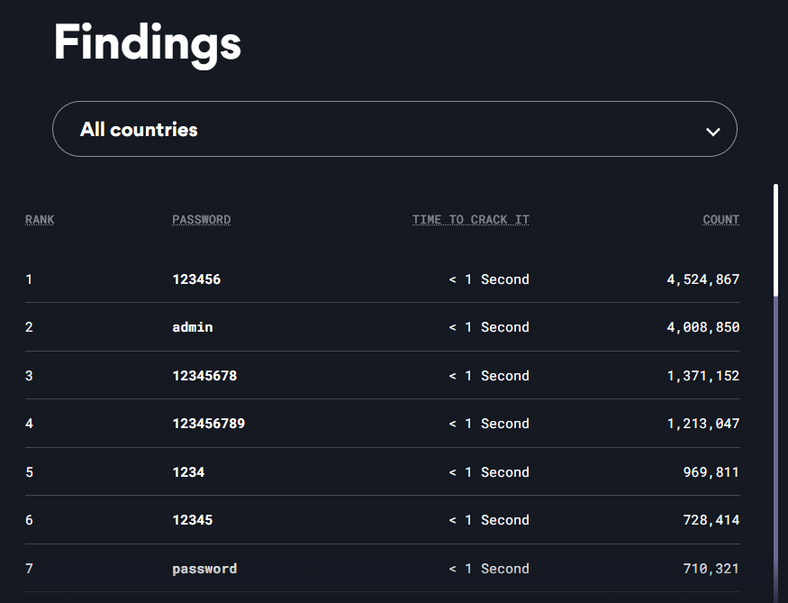 Findings
All countries
RANK PASSWORD TIME TO CRACK IT COUNT
1 123456 < 1 Second 4,524,867
2 admin < 1 Second 4,008,850
3 12345678 < 1 Second 1,371,152
4 123456789 < 1 Second 1,213,047
5 1234 < 1 Second 969,811
6 12345 < 1 Second 728,414
7 password < 1 Second 710,321